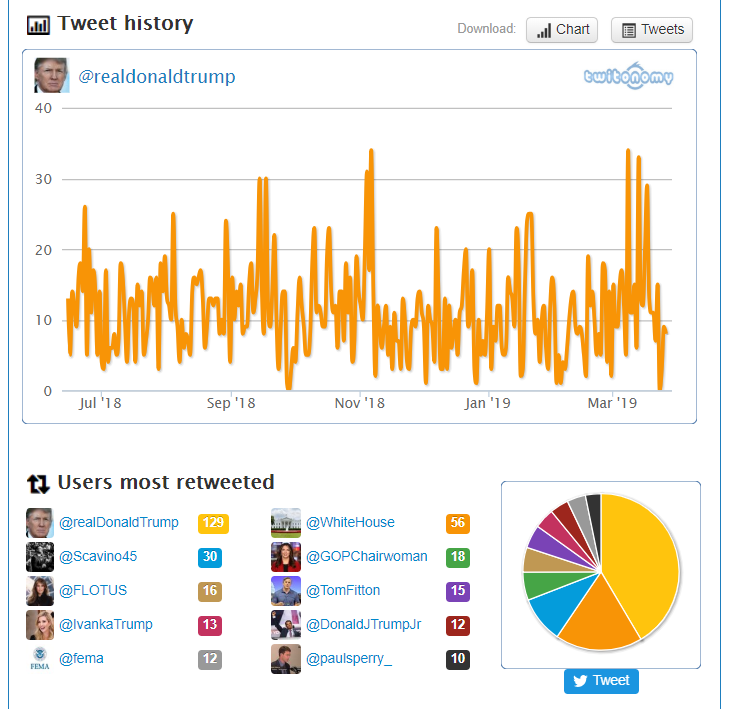 Tweet history
Download: Chart Tweets
@realdonaldtrump
twitonomy
40
30
20
10
0
Jul '18 Sep '18 Nov '18 Jan '19 Mar '19
Users most retweeted
@realDonaldTrump 129 @WhiteHouse 56
@Scavino45 30 @GOPChairwoman 18
@FLOTUS 16 @TomFitton 15
@IvankaTrump 13 @DonaldJTrumpJr 12
FEMA @fema 12 @paulsperry_ 10
Tweet